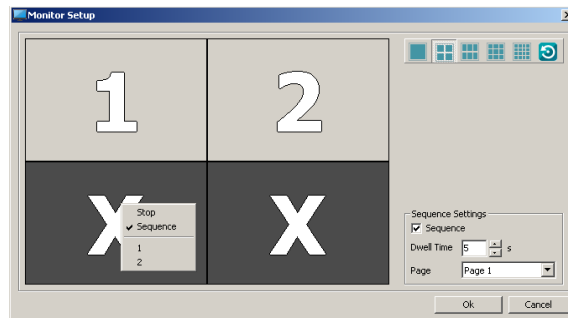 Monitor Setup
1
2
X
X
Stop
Sequence
1
2
Sequence Settings
Sequence
Dwell Time 5 s
Page Page 1
Ok Cancel